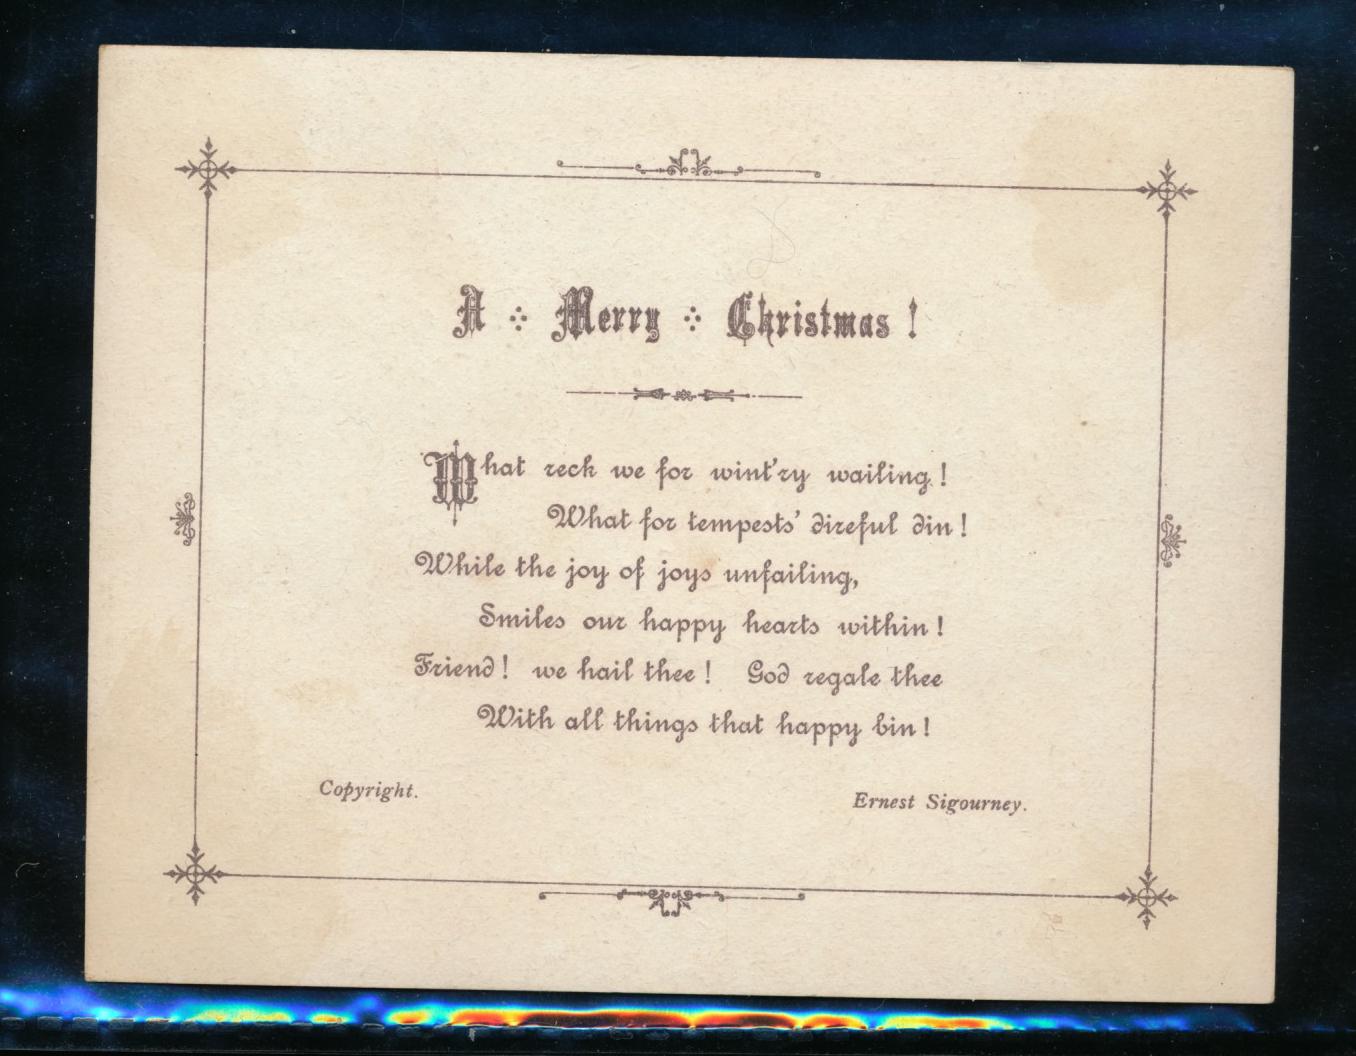 A Merry Christmas !
What reck we for wint'ry wailing !
What for tempests' direful din !
While the joy of joys unfailing,
Smiles our happy hearts within !
Friend ! we hail thee ! God regale thee
With all things that happy bin !
Copyright.
Ernest Sigourney.